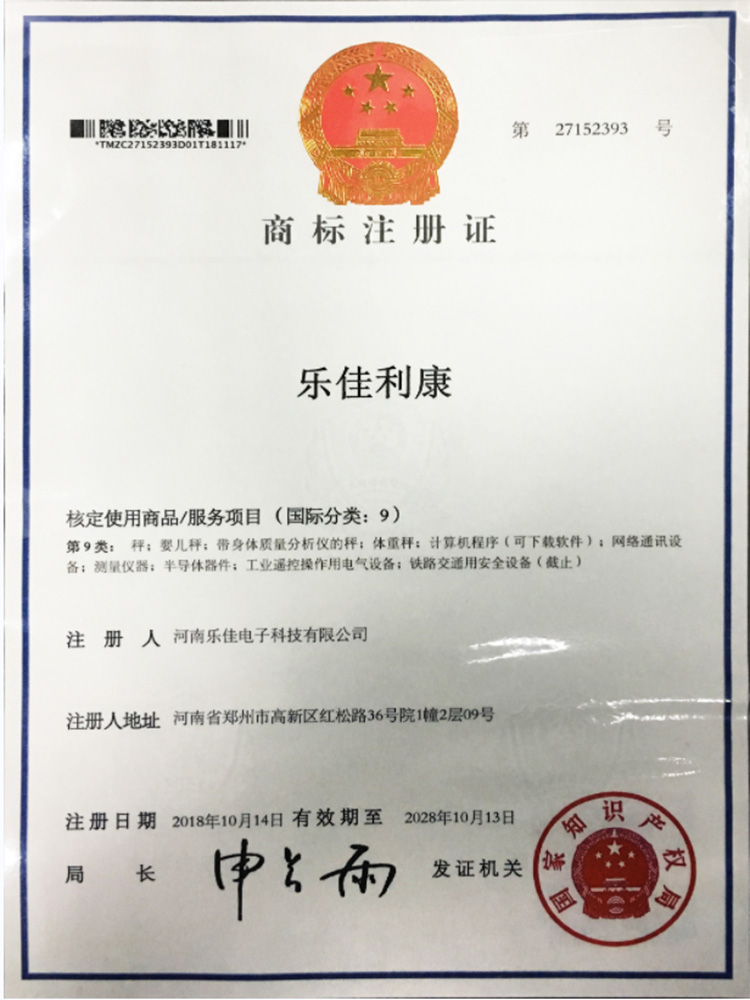 *TMZC27152393D01T181117*
第 27152393 号
商标注册证
乐佳利康
核定使用商品/服务项目（国际分类：9）
第9类： 秤；婴儿秤；带身体质量分析仪的秤；体重秤；计算机程序（可下载软件）；网络通讯设
备；测量仪器；半导体器件；工业遥控操作用电气设备；铁路交通用安全设备（截止）
注册人 河南乐佳电子科技有限公司
注册人地址 河南省郑州市高新区红松路36号院1幢2层09号
注册日期 2018年10月14日 有效期至 2028年10月13日
局长 申长雨 发证机关
国家知识产权局